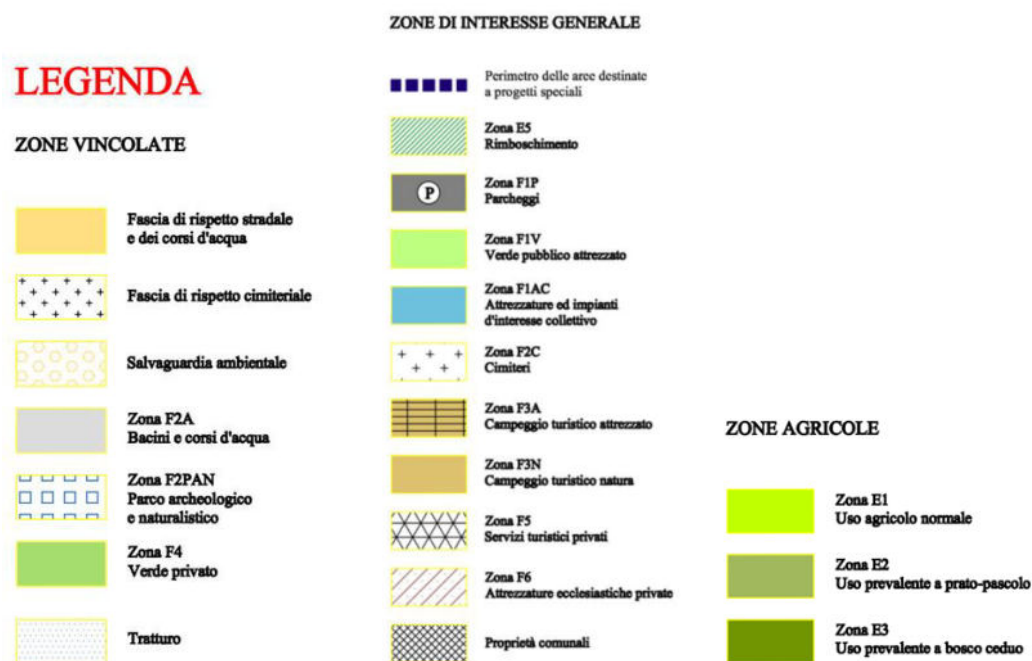 LEGENDA
ZONE VINCOLATE
Fascia di rispetto stradale
e dei corsi d'acqua
Fascia di rispetto cimiteriale
Salvaguardia ambientale
Zona F2A
Bacini e corsi d'acqua
Zona F2PAN
Parco archeologico
e naturalistico
Zona F4
Verde privato
Tratturo
ZONE DI INTERESSE GENERALE
Perimetro delle aree destinate
a progetti speciali
Zona E5
Rimboschimento
P
Zona F1P
Parcheggi
Zona F1V
Verde pubblico attrezzato
Zona F1AC
Attrezzature ed impianti
d'interesse collettivo
Zona F2C
Cimiteri
Zona F3A
Campeggio turistico attrezzato
Zona F3N
Campeggio turistico natura
Zona F5
Servizi turistici privati
Zona F6
Attrezzature ecclesiastiche private
Proprietà comunali
ZONE AGRICOLE
Zona E1
Uso agricolo normale
Zona E2
Uso prevalente a prato-pascolo
Zona E3
Uso prevalente a bosco ceduo